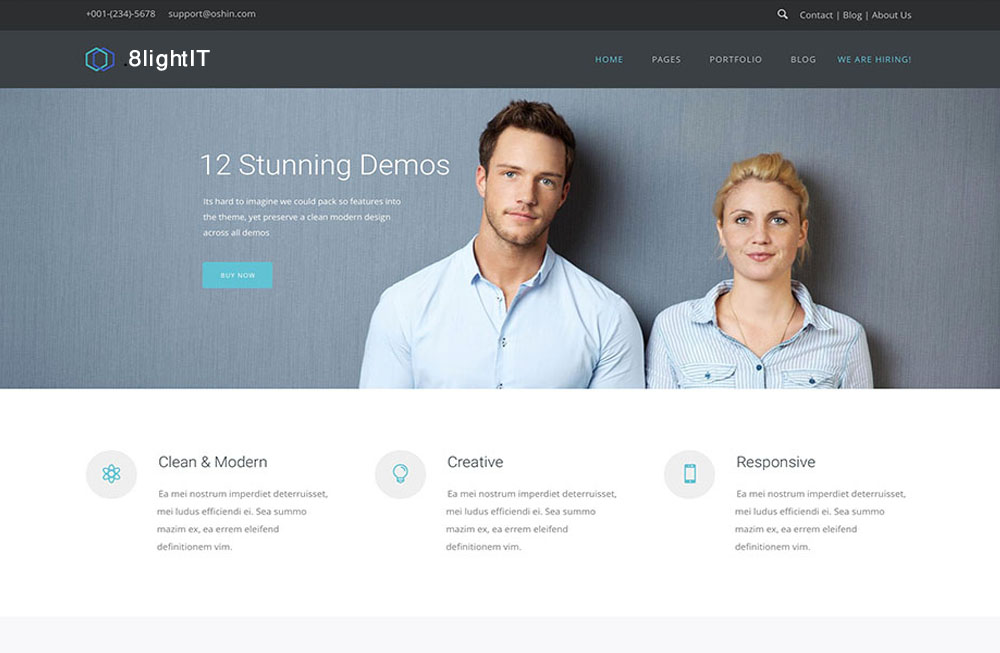 +001-(234)-5678 support@oshin.com Contact | Blog | About Us
.8lightIT HOME PAGES PORTFOLIO BLOG WE ARE HIRING!
12 Stunning Demos
Its hard to imagine we could pack so features into
the theme, yet preserve a clean modern design
across all demos
BUY NOW
Clean & Modern
Ea mei nostrum imperdiet deterruisset,
mei ludus efficiendi ei. Sea summo
mazim ex, ea errem eleifend
definitionem vim.
Creative
Ea mei nostrum imperdiet deterruisset,
mei ludus efficiendi ei. Sea summo
mazim ex, ea errem eleifend
definitionem vim.
Responsive
Ea mei nostrum imperdiet deterruisset,
mei ludus efficiendi ei. Sea summo
mazim ex, ea errem eleifend
definitionem vim.